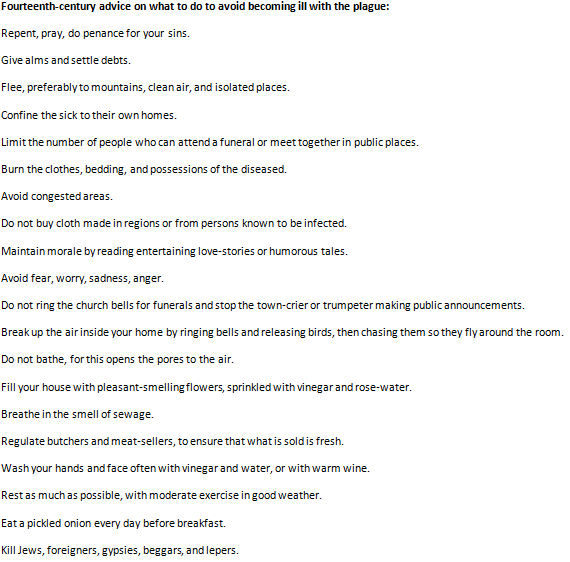 Fourteenth-century advice on what to do to avoid becoming ill with the plague:
Repent, pray, do penance for your sins.
Give alms and settle debts.
Flee, preferably to mountains, clean air, and isolated places.
Confine the sick to their own homes.
Limit the number of people who can attend a funeral or meet together in public places.
Burn the clothes, bedding, and possessions of the diseased.
Avoid congested areas.
Do not buy cloth made in regions or from persons known to be infected.
Maintain morale by reading entertaining love-stories or humorous tales.
Avoid fear, worry, sadness, anger.
Do not ring the church bells for funerals and stop the town-crier or trumpeter making public announcements.
Break up the air inside your home by ringing bells and releasing birds, then chasing them so they fly around the room.
Do not bathe, for this opens the pores to the air.
Fill your house with pleasant-smelling flowers, sprinkled with vinegar and rose-water.
Breathe in the smell of sewage.
Regulate butchers and meat-sellers, to ensure that what is sold is fresh.
Wash your hands and face often with vinegar and water, or with warm wine.
Rest as much as possible, with moderate exercise in good weather.
Eat a pickled onion every day before breakfast.
Kill Jews, foreigners, gypsies, beggars, and lepers.